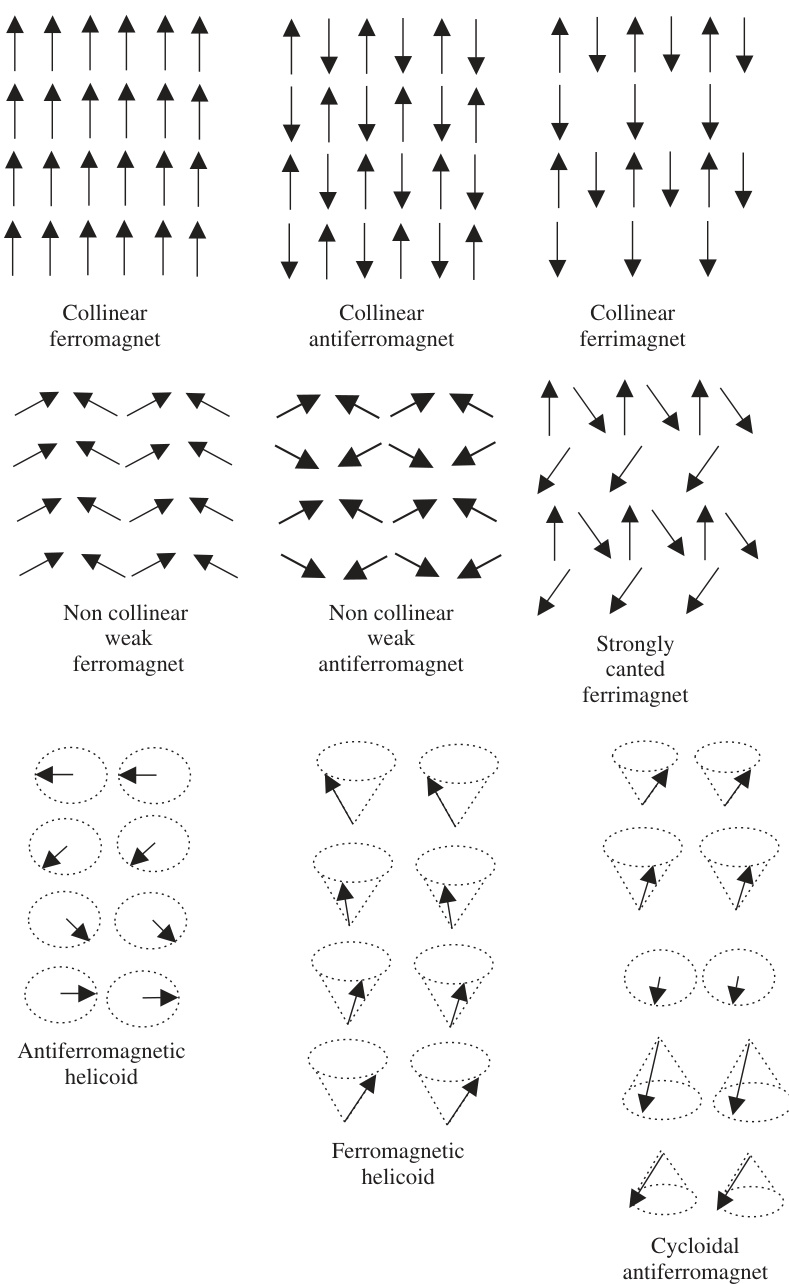 Collinear
ferromagnet
Collinear
antiferromagnet
Collinear
ferrimagnet
Non collinear
weak
ferromagnet
Non collinear
weak
antiferromagnet
Strongly
canted
ferrimagnet
Antiferromagnetic
helicoid
Ferromagnetic
helicoid
Cycloidal
antiferromagnet